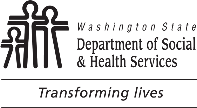 Washington State
Department of Social
& Health Services
Transforming lives